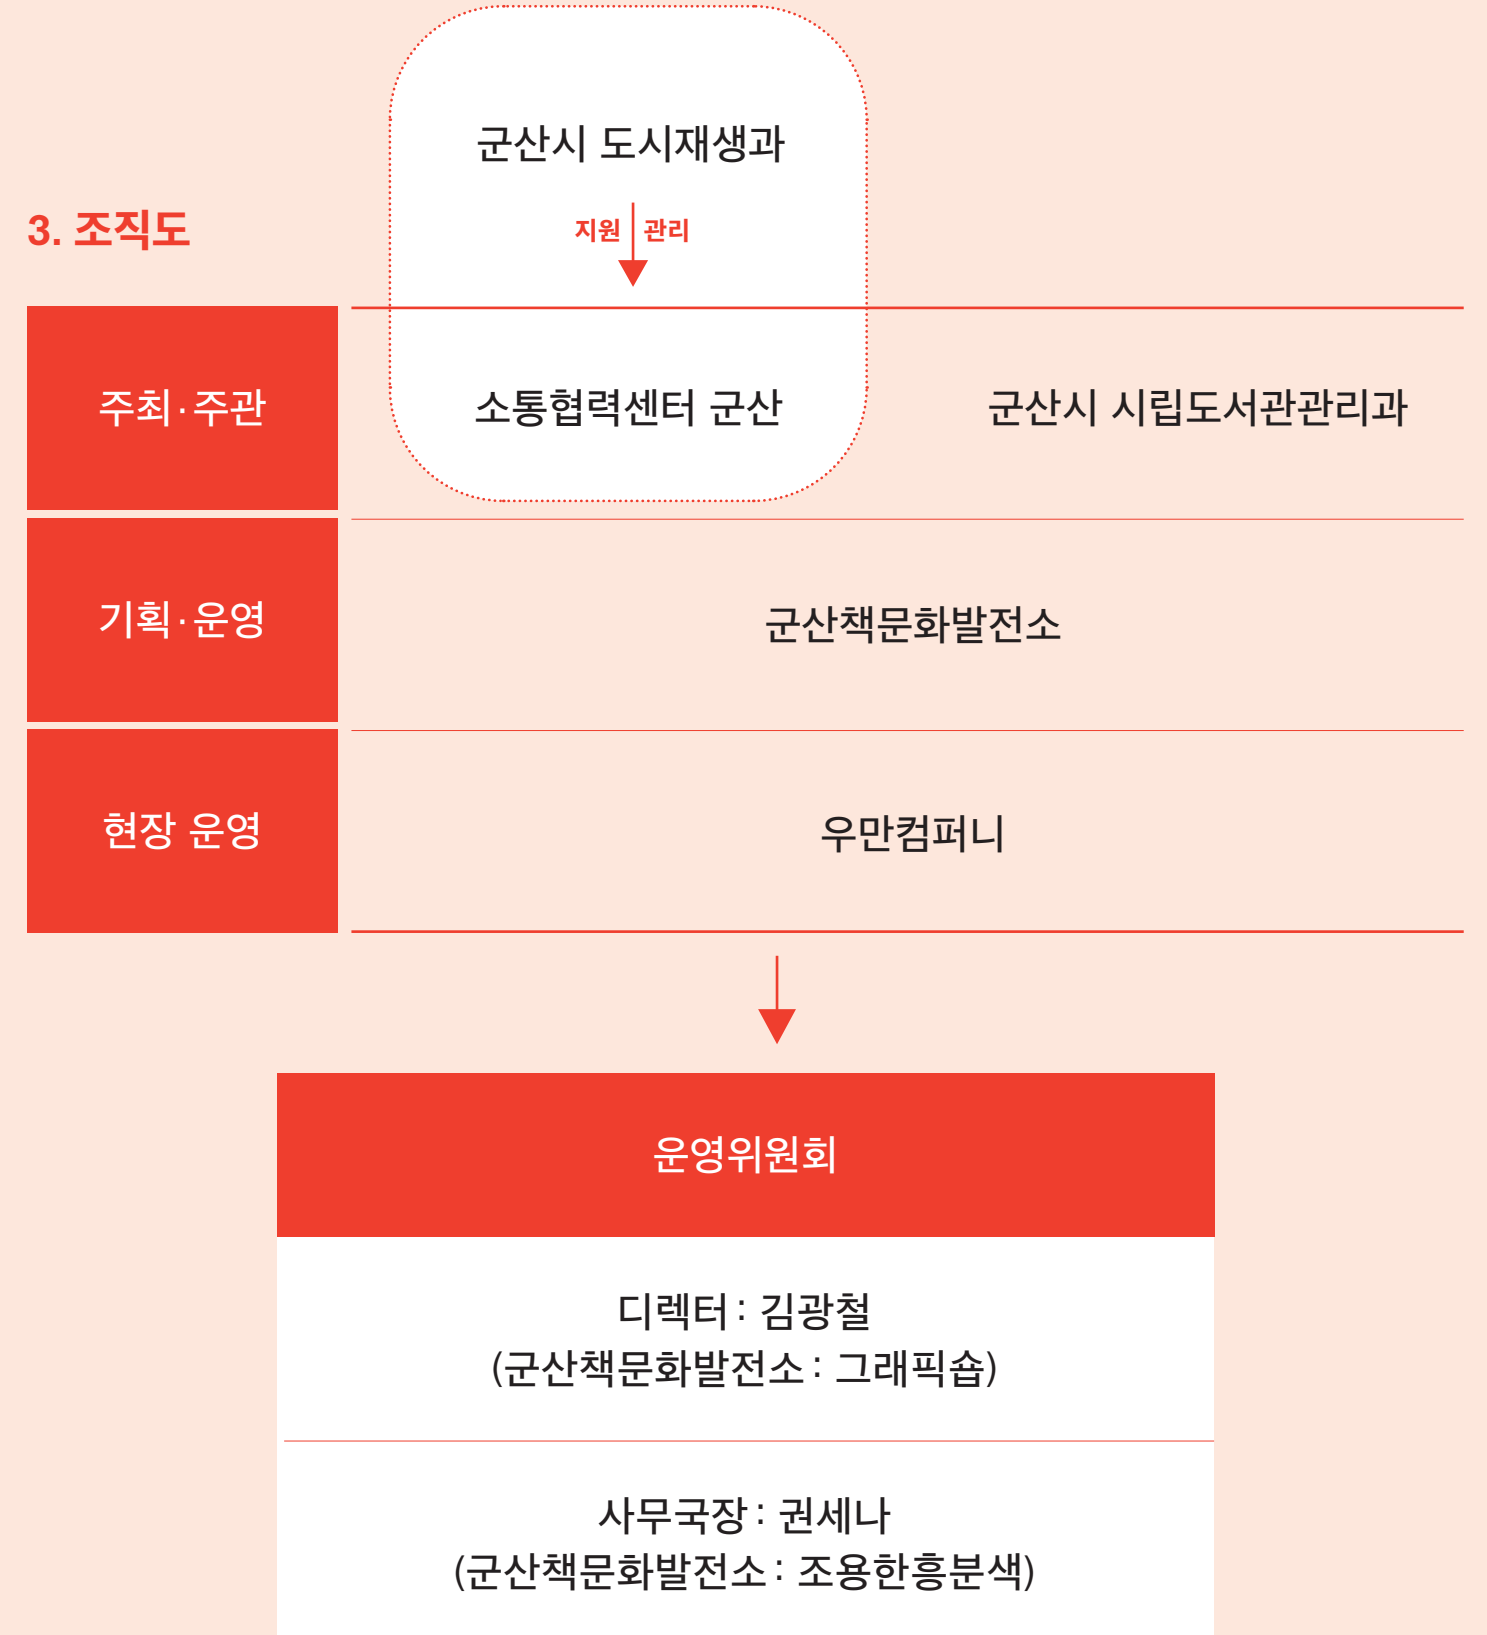 군산시 도시재생과
3. 조직도
지원 관리
주최·주관
소통협력센터 군산
군산시 시립도서관관리과
기획·운영
군산책문화발전소
현장 운영
우만컴퍼니
운영위원회
디렉터: 김광철
(군산책문화발전소: 그래픽숍)
사무국장: 권세나
(군산책문화발전소: 조용한흥분색)